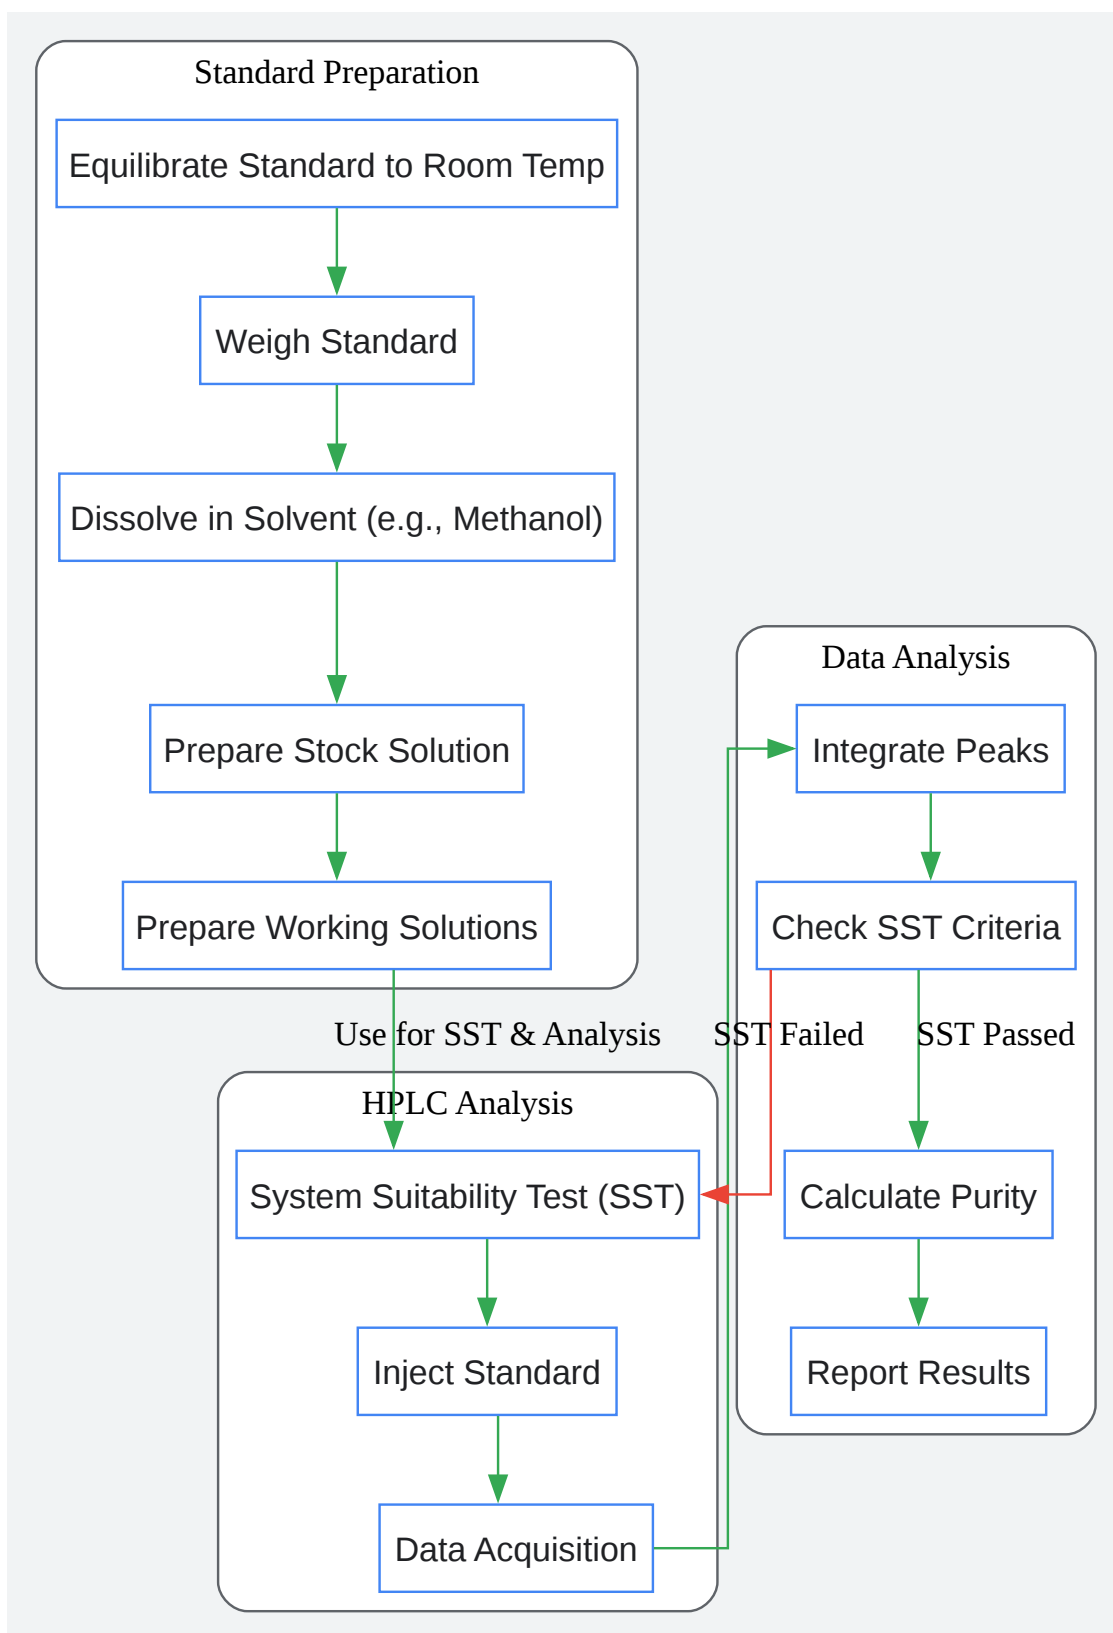 Standard Preparation
Equilibrate Standard to Room Temp
Weigh Standard
Dissolve in Solvent (e.g., Methanol)
Prepare Stock Solution
Prepare Working Solutions
Use for SST & Analysis
HPLC Analysis
System Suitability Test (SST)
Inject Standard
Data Acquisition
Data Analysis
Integrate Peaks
Check SST Criteria
SST Failed
SST Passed
Calculate Purity
Report Results